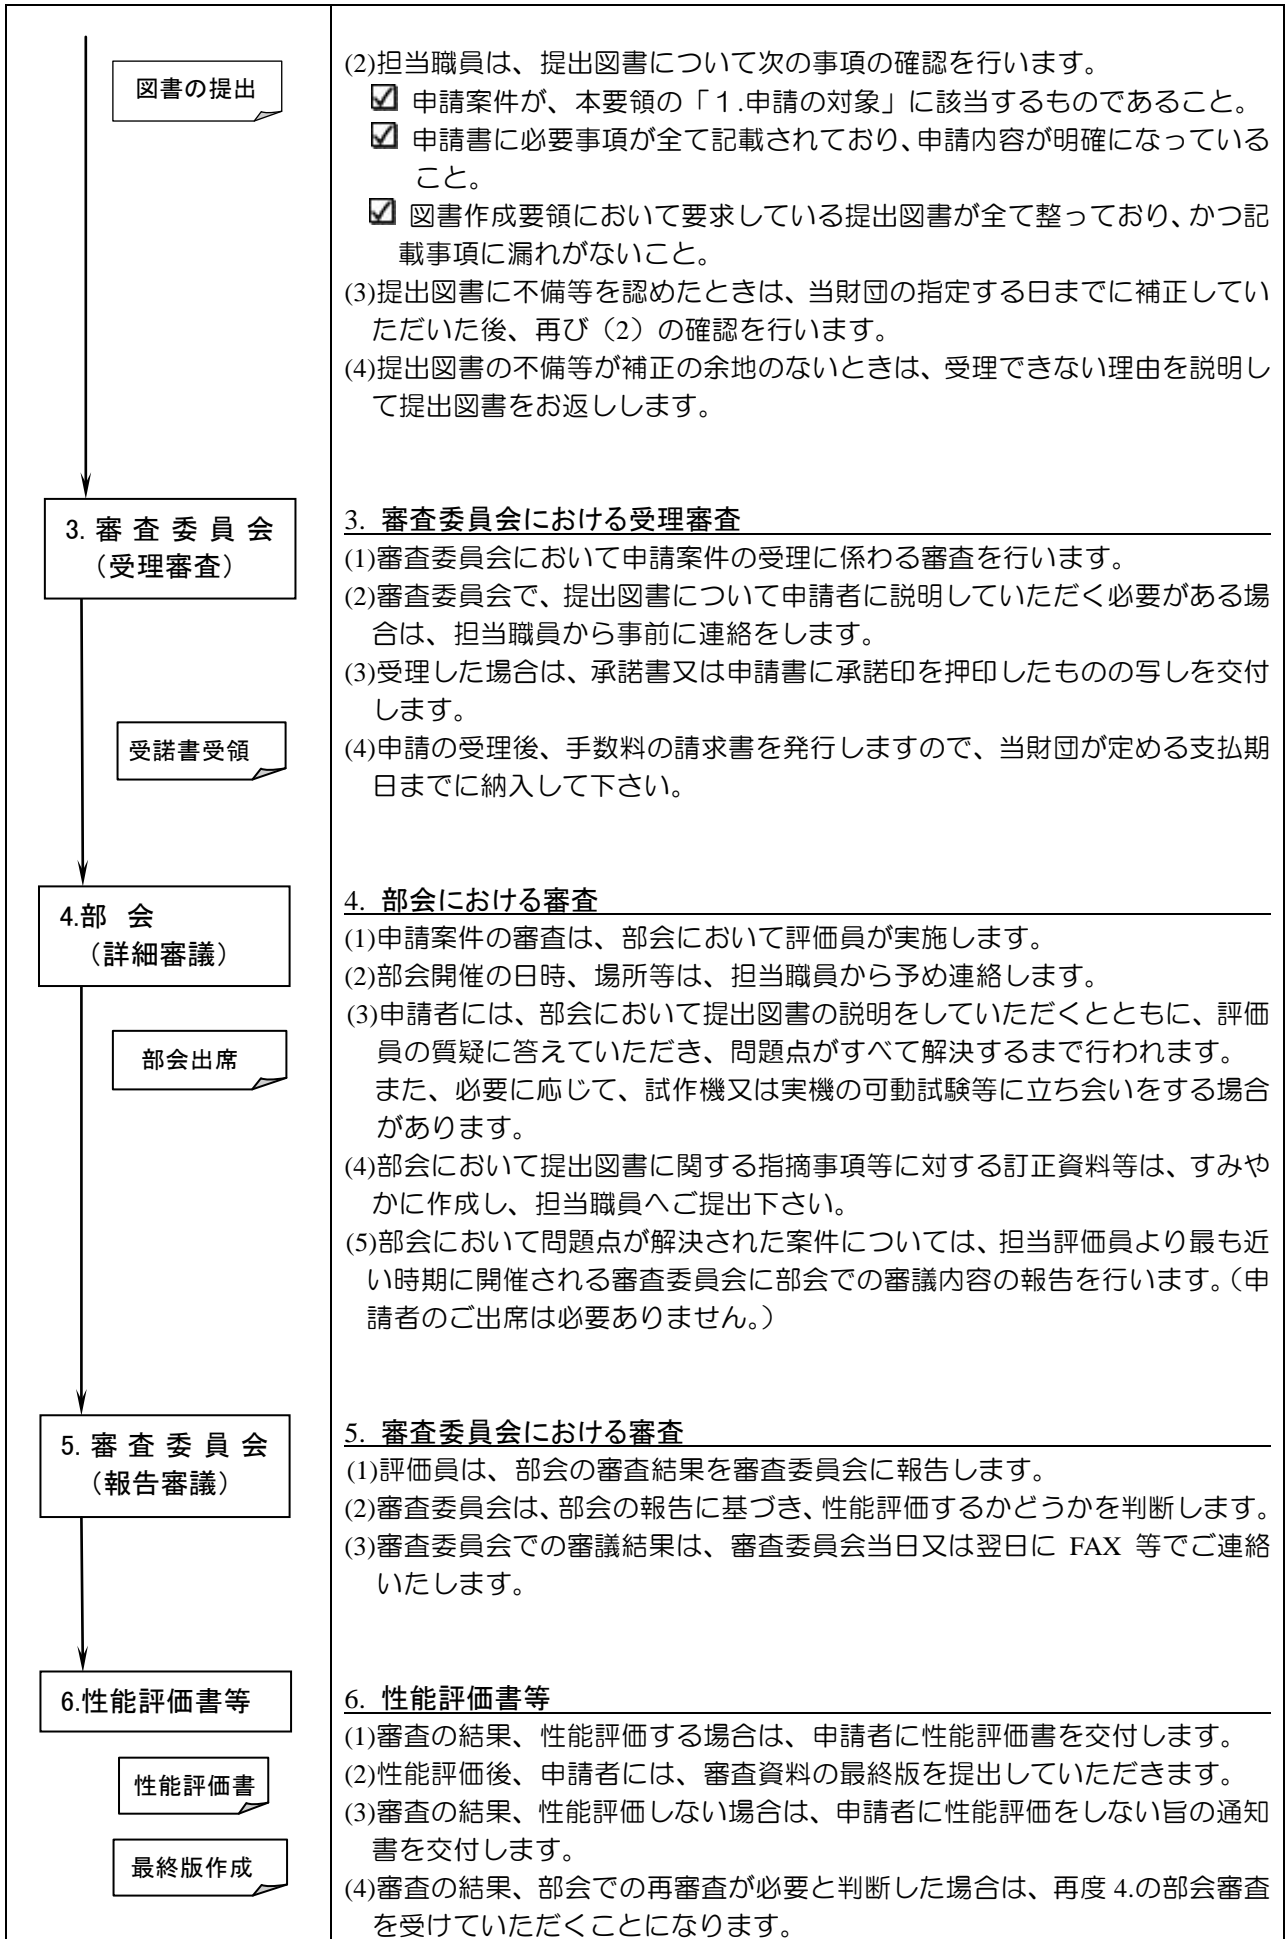 図書の提出
(2)担当職員は、提出図書について次の事項の確認を行います。
☑ 申請案件が、本要領の「１.申請の対象」に該当するものであること。
☑ 申請書に必要事項が全て記載されており、申請内容が明確になっている
こと。
☑ 図書作成要領において要求している提出図書が全て整っており、かつ記
載事項に漏れがないこと。
(3)提出図書に不備等を認めたときは、当財団の指定する日までに補正してい
ただいた後、再び（2）の確認を行います。
(4)提出図書の不備等が補正の余地のないときは、受理できない理由を説明し
て提出図書をお返しします。
3. 審 査 委 員 会
（受理審査）
受諾書受領
3. 審査委員会における受理審査
(1)審査委員会において申請案件の受理に係わる審査を行います。
(2)審査委員会で、提出図書について申請者に説明していただく必要がある場
合は、担当職員から事前に連絡をします。
(3)受理した場合は、承諾書又は申請書に承諾印を押印したものの写しを交付
します。
(4)申請の受理後、手数料の請求書を発行しますので、当財団が定める支払期
日までに納入して下さい。
4.部 会
（詳細審議）
部会出席
4. 部会における審査
(1)申請案件の審査は、部会において評価員が実施します。
(2)部会開催の日時、場所等は、担当職員から予め連絡します。
(3)申請者には、部会において提出図書の説明をしていただくとともに、評価
員の質疑に答えていただき、問題点がすべて解決するまで行われます。
また、必要に応じて、試作機又は実機の可動試験等に立ち会いをする場合
があります。
(4)部会において提出図書に関する指摘事項等に対する訂正資料等は、すみや
かに作成し、担当職員へご提出下さい。
(5)部会において問題点が解決された案件については、担当評価員より最も近
い時期に開催される審査委員会に部会での審議内容の報告を行います。（申
請者のご出席は必要ありません。）
5. 審 査 委 員 会
（報告審議）
5. 審査委員会における審査
(1)評価員は、部会の審査結果を審査委員会に報告します。
(2)審査委員会は、部会の報告に基づき、性能評価するかどうかを判断します。
(3)審査委員会での審議結果は、審査委員会当日又は翌日に FAX 等でご連絡
いたします。
6.性能評価書等
性能評価書
最終版作成
6. 性能評価書等
(1)審査の結果、性能評価する場合は、申請者に性能評価書を交付します。
(2)性能評価後、申請者には、審査資料の最終版を提出していただきます。
(3)審査の結果、性能評価しない場合は、申請者に性能評価をしない旨の通知
書を交付します。
(4)審査の結果、部会での再審査が必要と判断した場合は、再度 4.の部会審査
を受けていただくことになります。